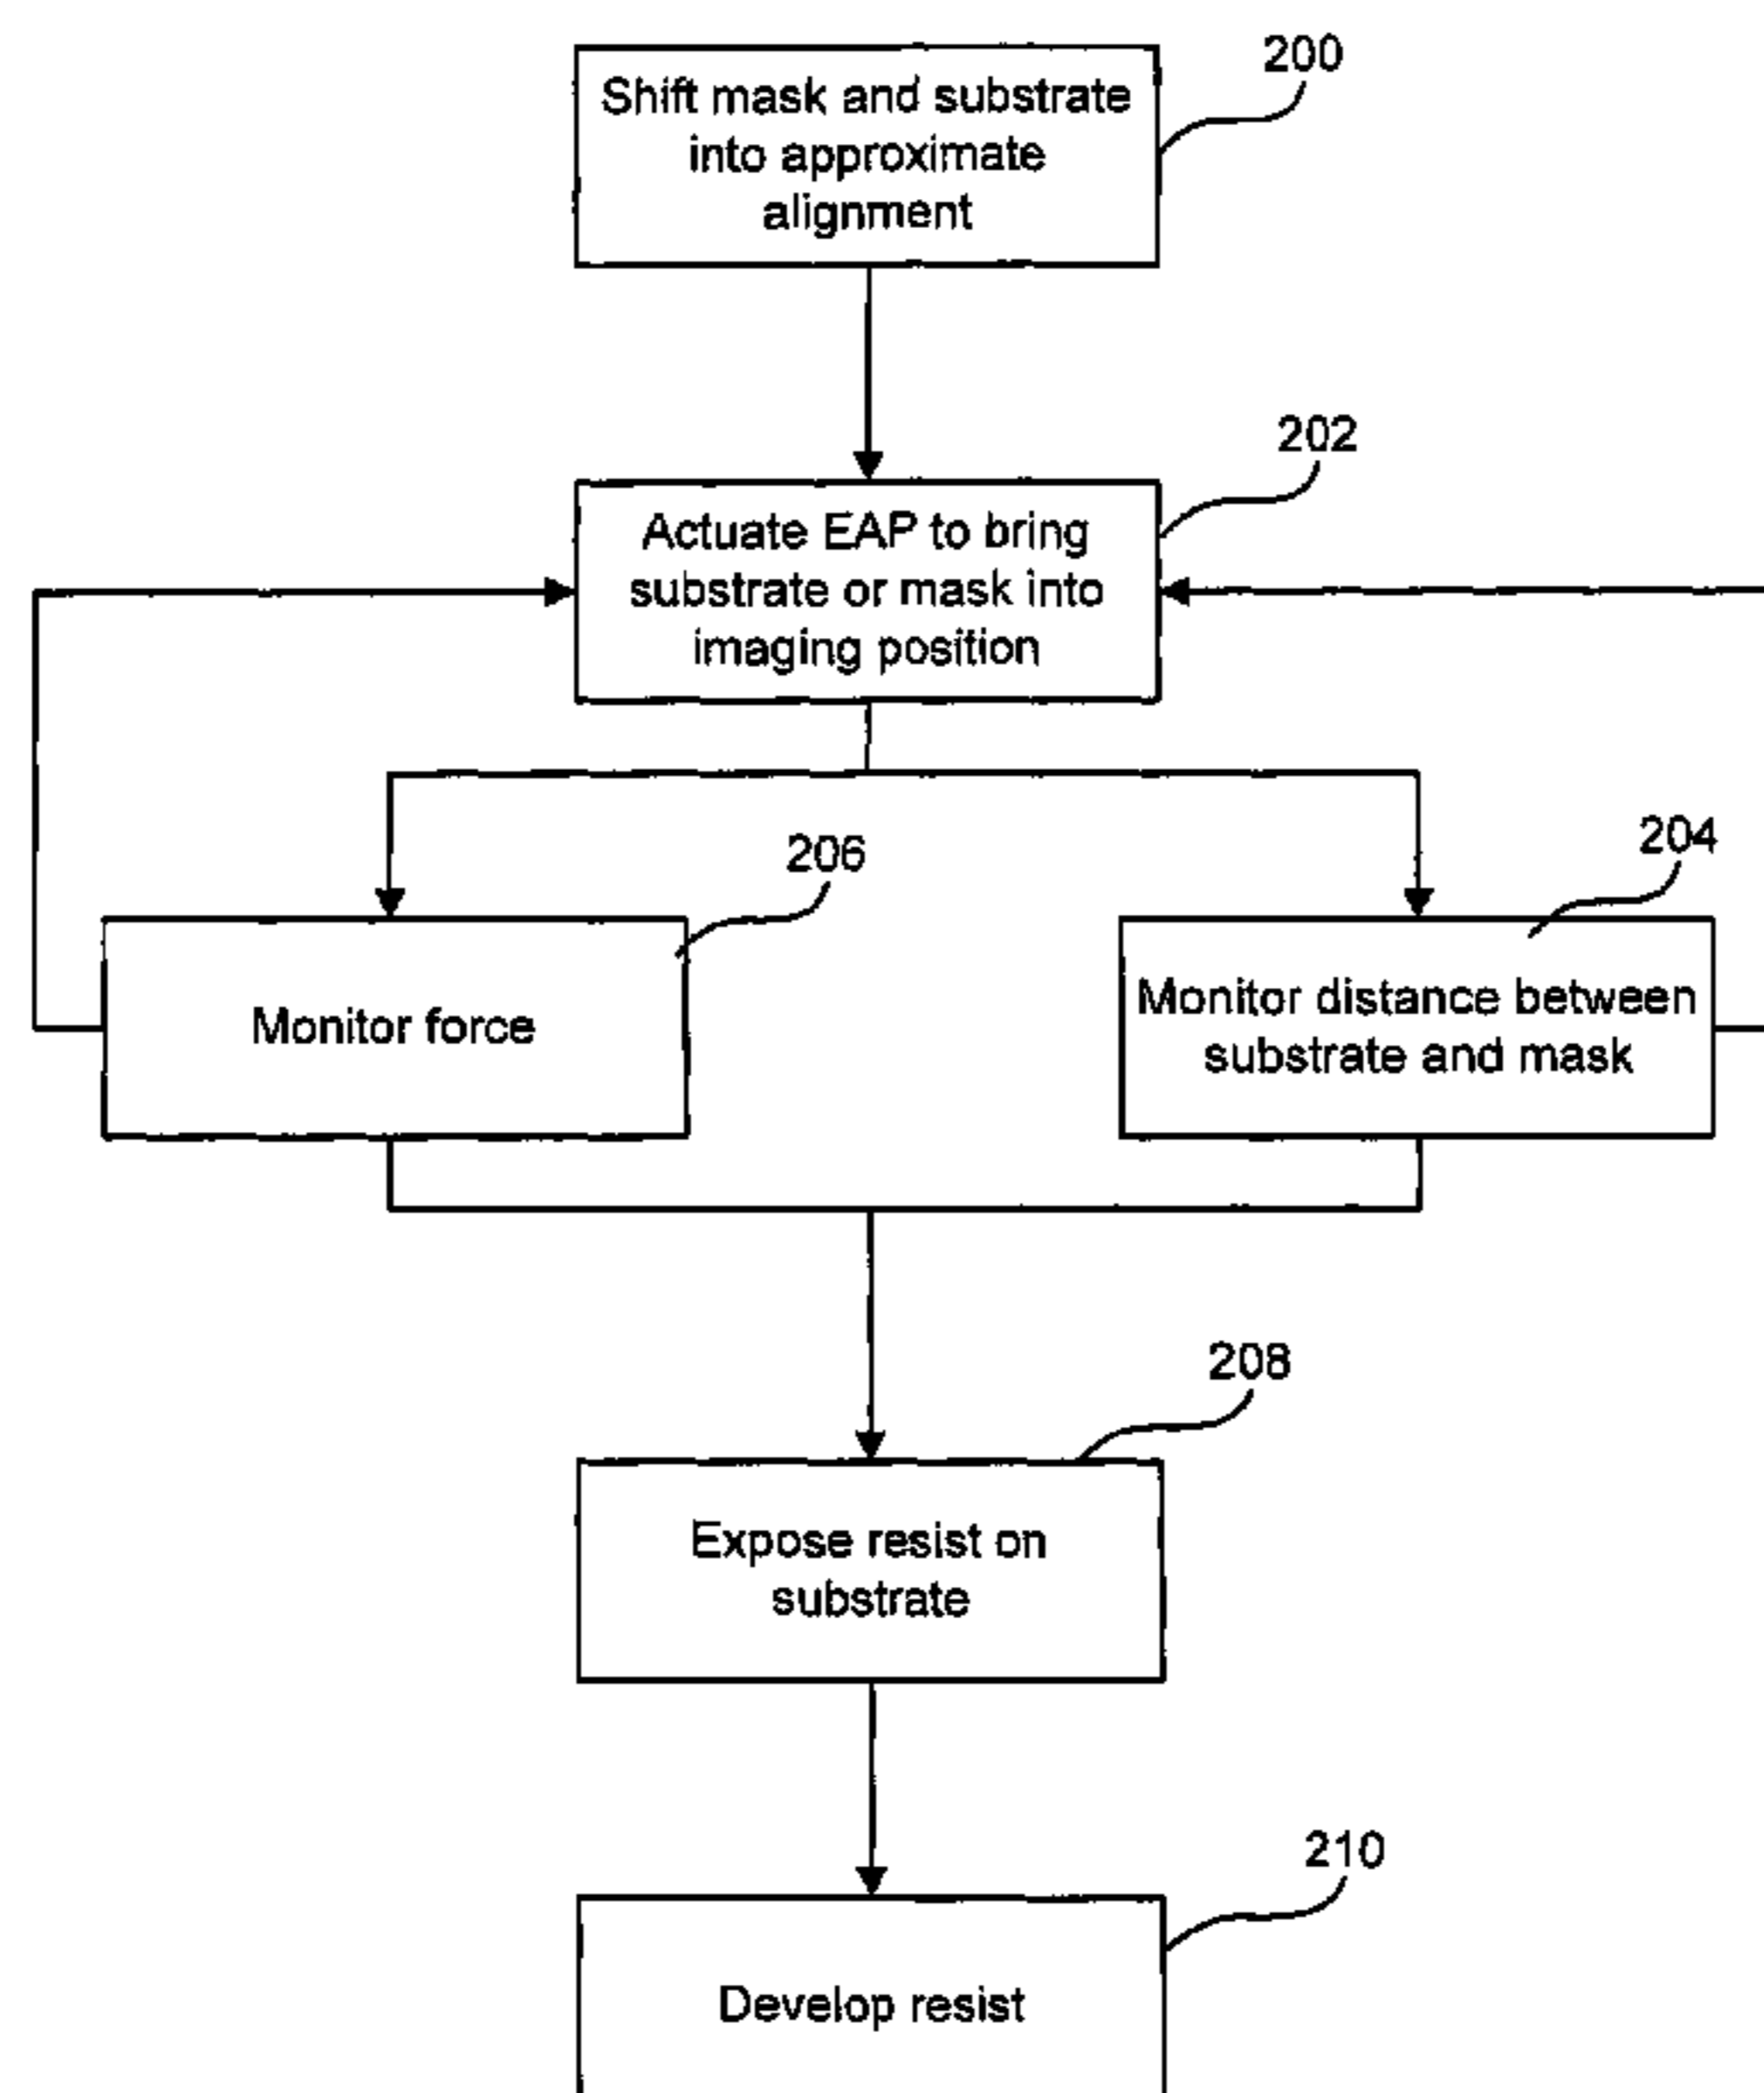 200
Shift mask and substrate
into approximate
alignment
202
Actuate EAP to bring
substrate or mask into
imaging position
206
Monitor force
204
Monitor distance between
substrate and mask
208
Expose resist on
substrate
210
Develop resist